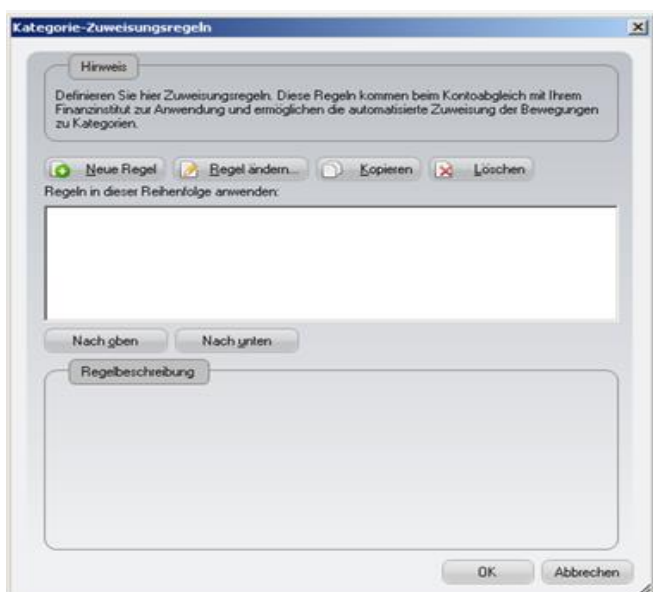 Kategorie-Zuweisungsregeln
Hinweis
Definieren Sie hier Zuweisungsregeln. Diese Regeln kommen beim Kontoabgleich mit Ihrem
Finanzinstitut zur Anwendung und ermöglichen die automatisierte Zuweisung der Bewegungen
zu Kategorien.
Neue Regel Regel ändern... Kopieren Löschen
Regeln in dieser Reihenfolge anwenden:
Nach oben Nach unten
Regelbeschreibung
OK Abbrechen